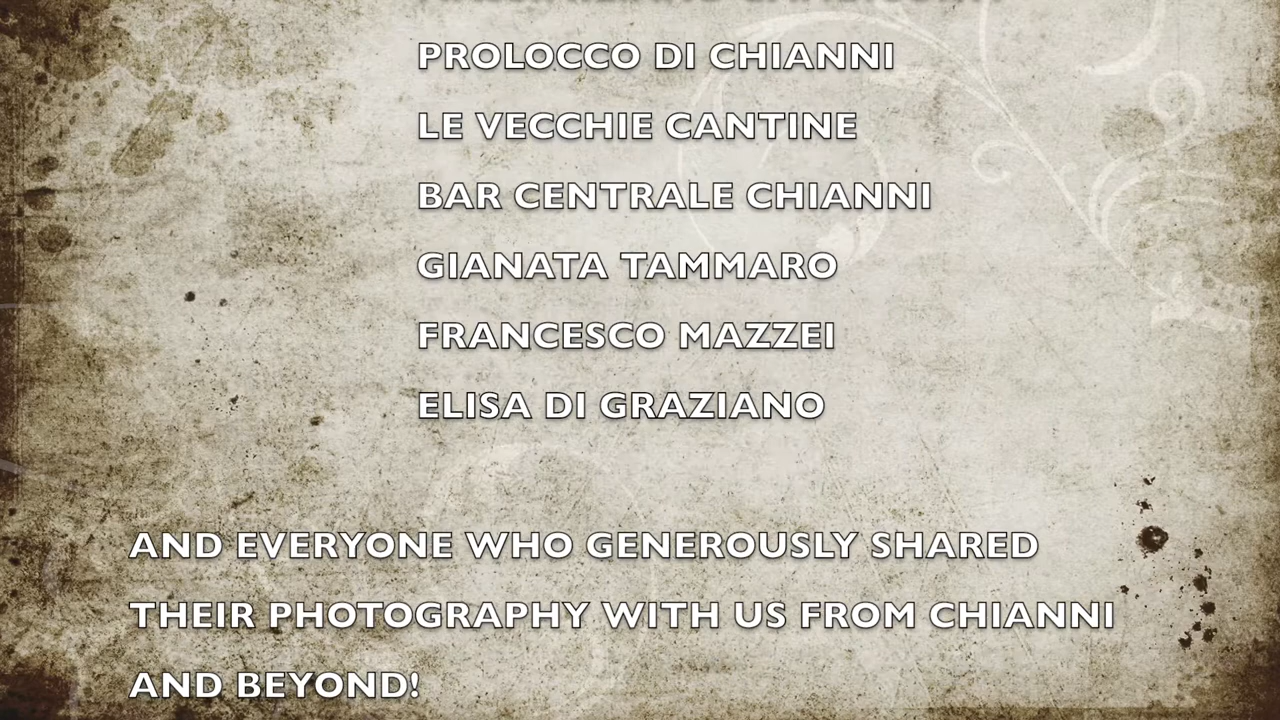 PROLOCCO DI CHIANNI
LE VECCHIE CANTINE
BAR CENTRALE CHIANNI
GIANATA TAMMARO
FRANCESCO MAZZEI
ELISA DI GRAZIANO
AND EVERYONE WHO GENEROUSLY SHARED
THEIR PHOTOGRAPHY WITH US FROM CHIANNI
AND BEYOND!